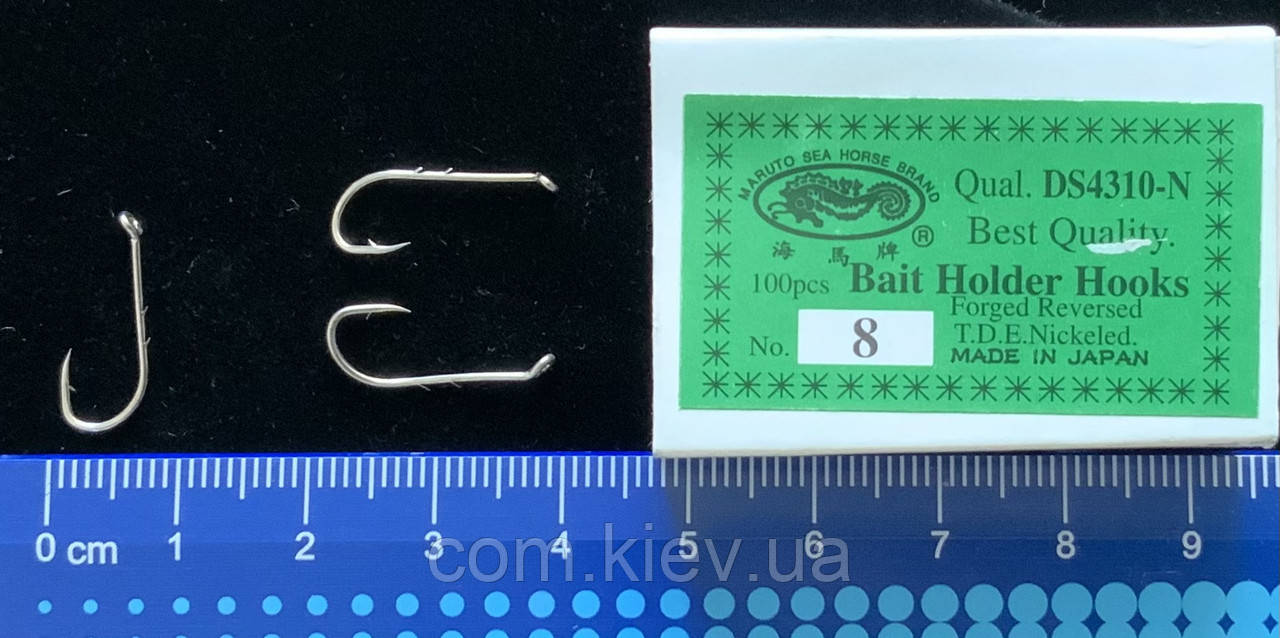 MARUTO SEA HORSE BRAND
®
海馬牌
Qual. DS4310-N
Best Quality.
100pcs Bait Holder Hooks
Forged Reversed
No. 8 T.D.E.Nickeled.
MADE IN JAPAN
0 cm 1 2 3 4 5 6 7 8 9
com.kiev.ua